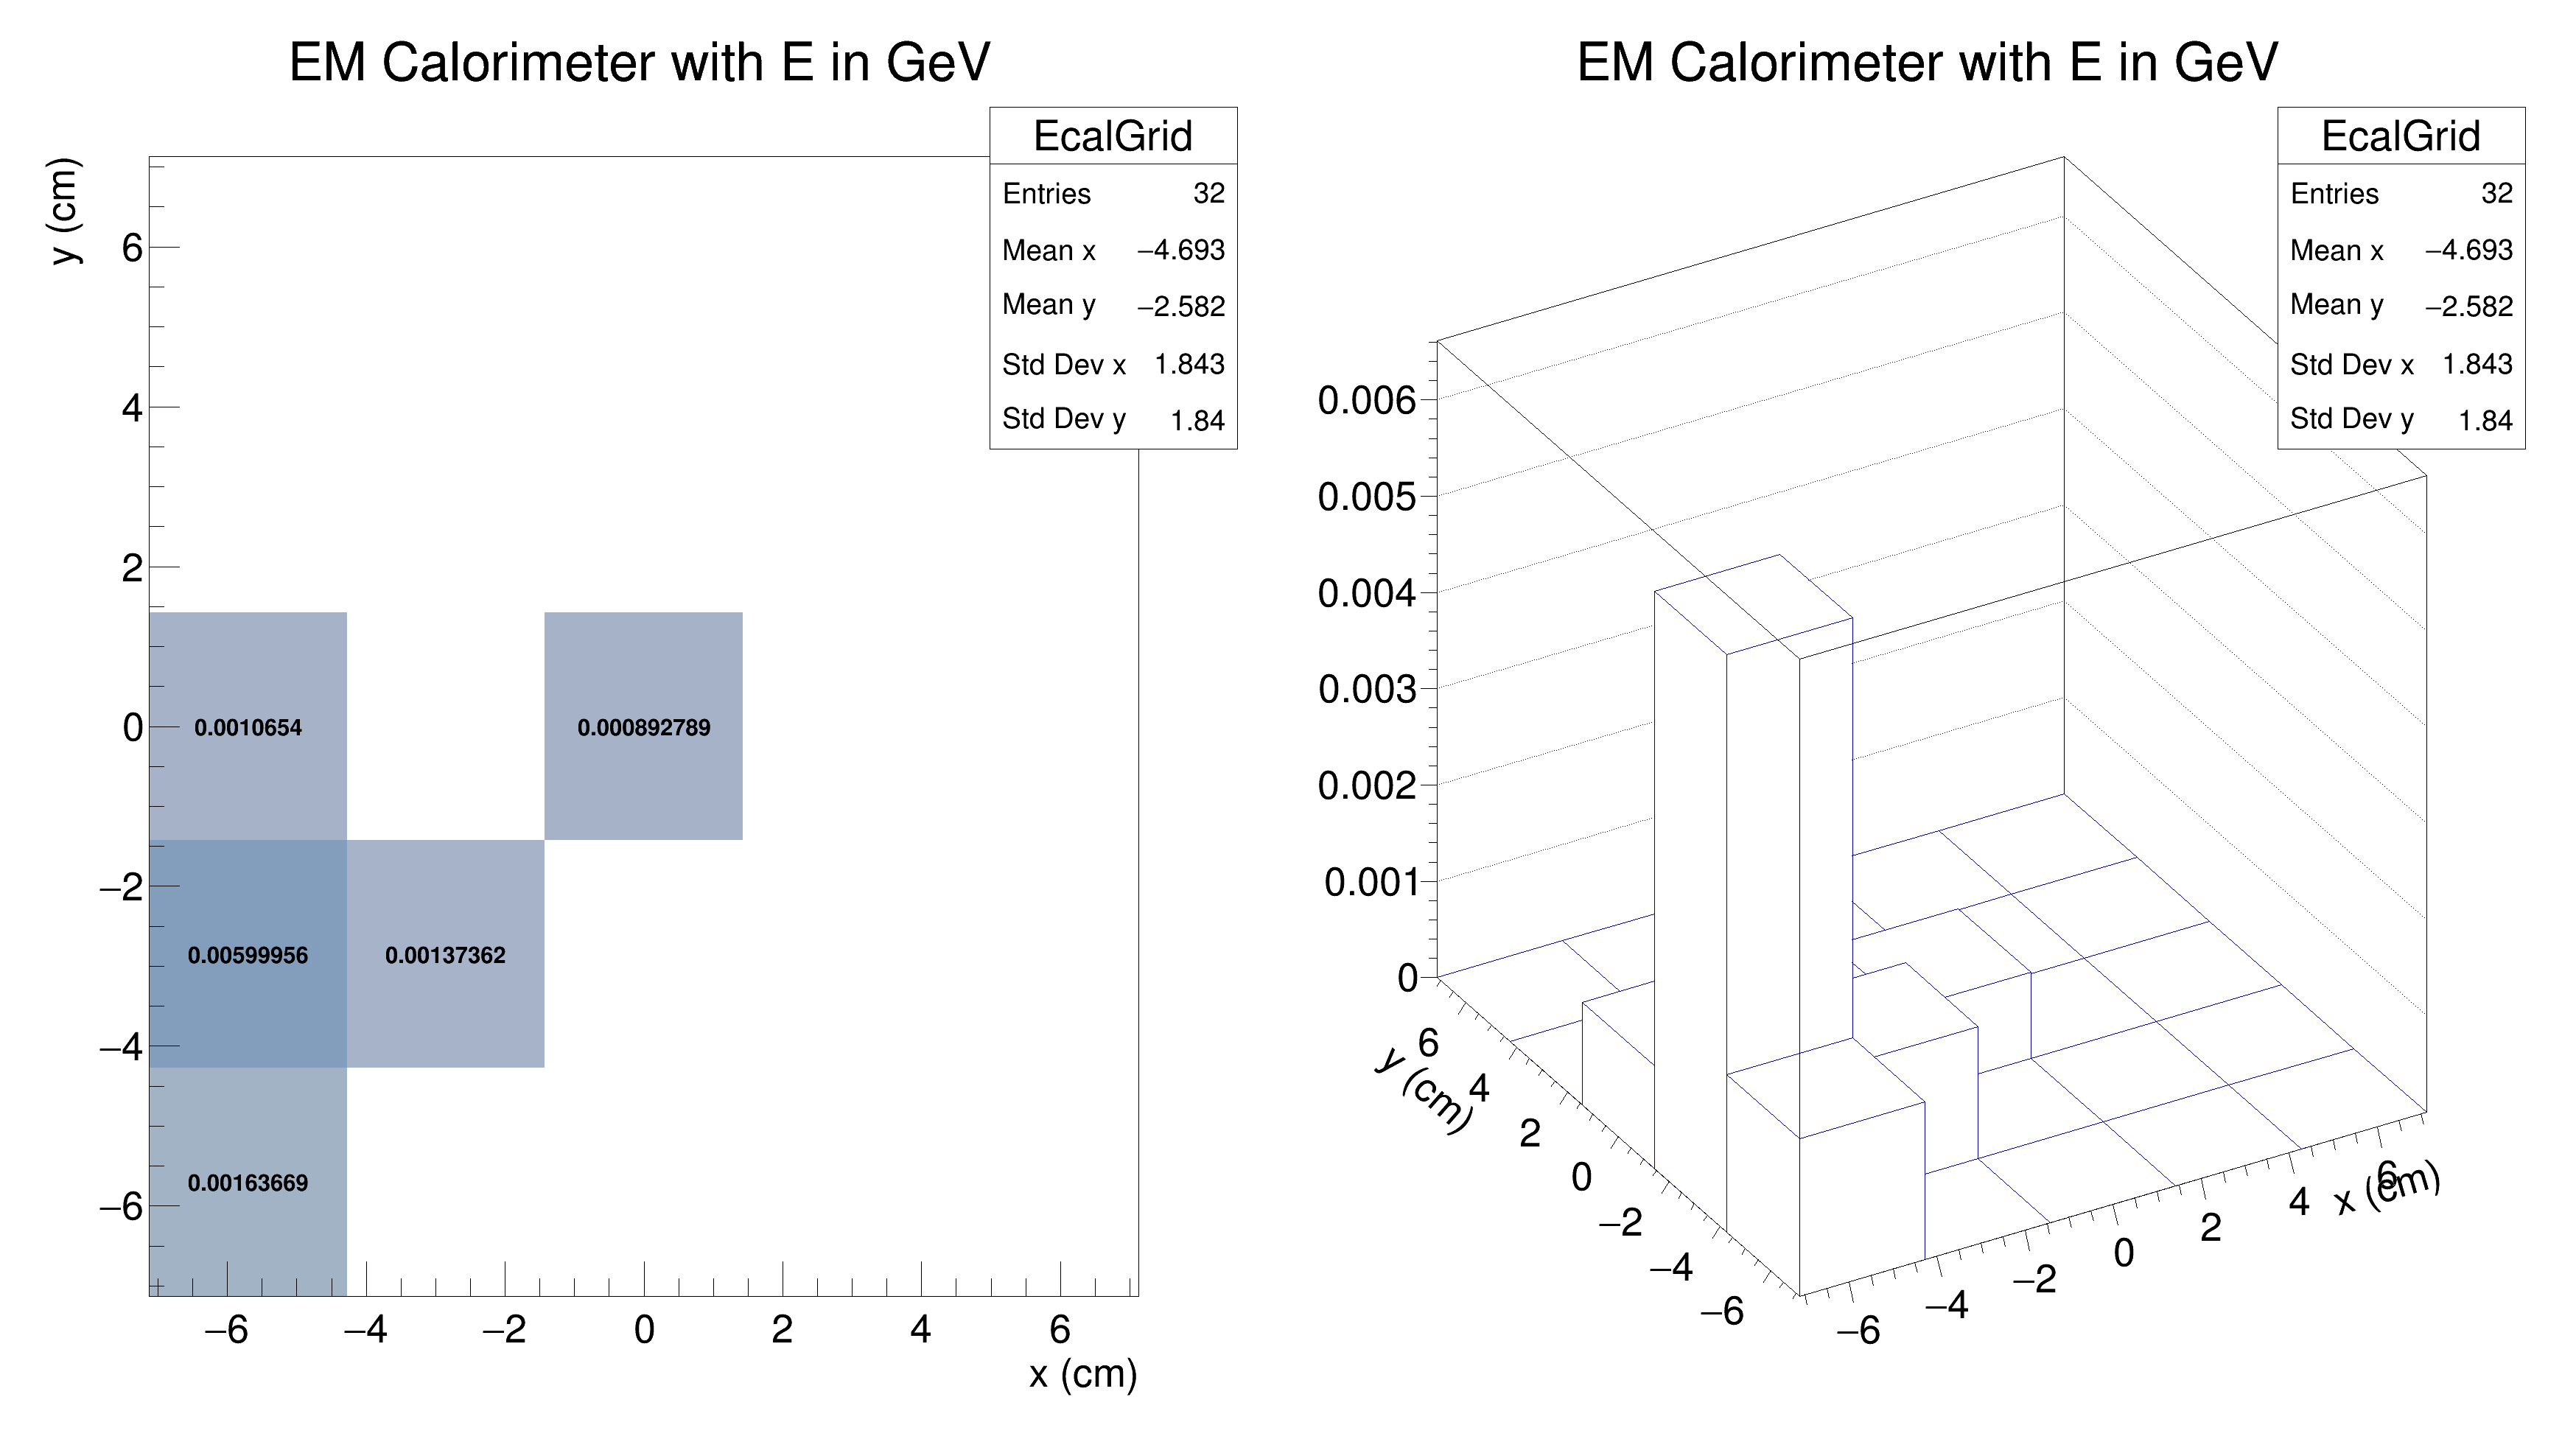 EM Calorimeter with E in GeV
EcalGrid
Entries 32
Mean x −4.693
Mean y −2.582
Std Dev x 1.843
Std Dev y 1.84
y (cm)
6
4
2
0
−2
−4
−6
0.0010654
0.000892789
0.00599956
0.00137362
0.00163669
−6 −4 −2 0 2 4 6
x (cm)
EM Calorimeter with E in GeV
EcalGrid
Entries 32
Mean x −4.693
Mean y −2.582
Std Dev x 1.843
Std Dev y 1.84
0.006
0.005
0.004
0.003
0.002
0.001
0
y (cm)
6
4
2
0
−2
−4
−6
−6
−4
−2
0
2
4
6
x (cm)